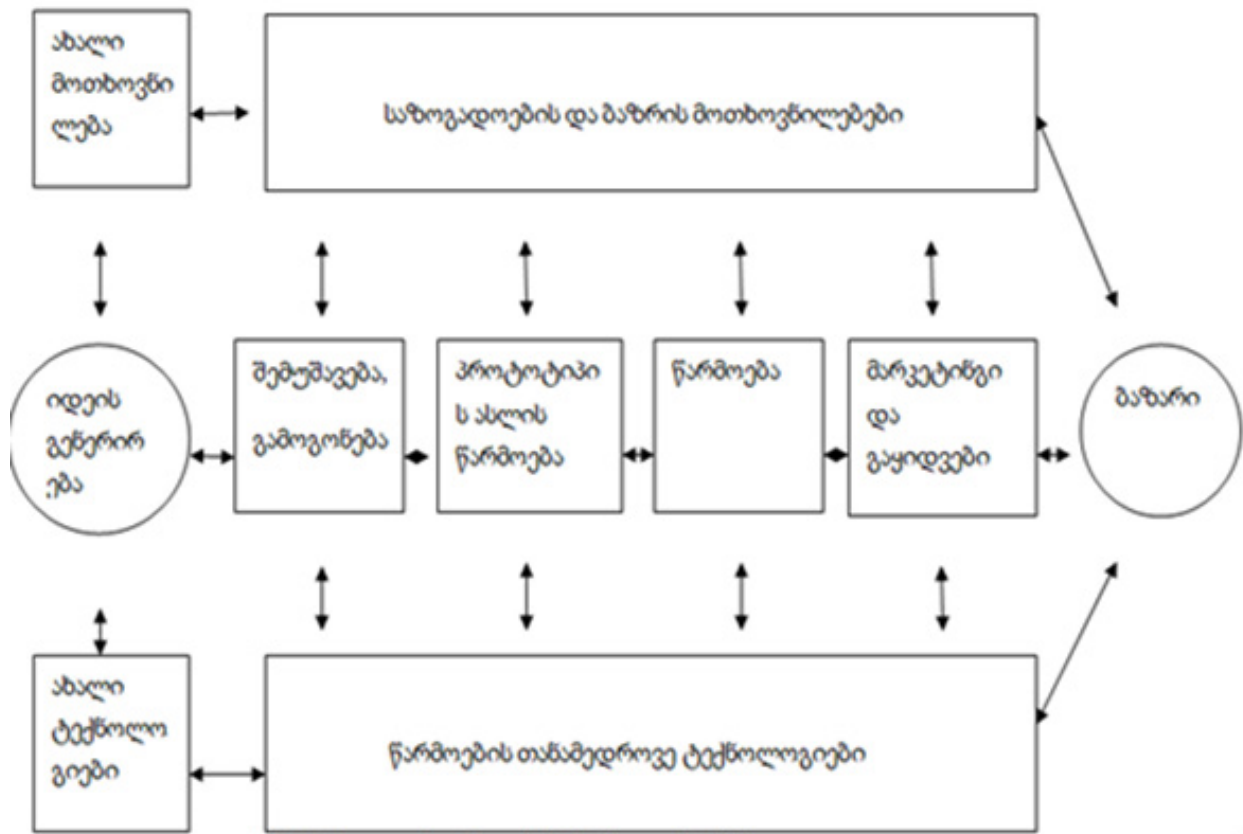 ახალი
მოთხოვნი
ლება
საზოგადოების და ბაზრის მოთხოვნილებები
იდეის
გენერირ
ება
შემუშავება,
გამოგონება
პროტოტიპი
ს ასლის
წარმოება
წარმოება
მარკეტინგი
და
გაყიდვები
ბაზარი
ახალი
ტექნოლო
გიები
წარმოების თანამედროვე ტექნოლოგიები